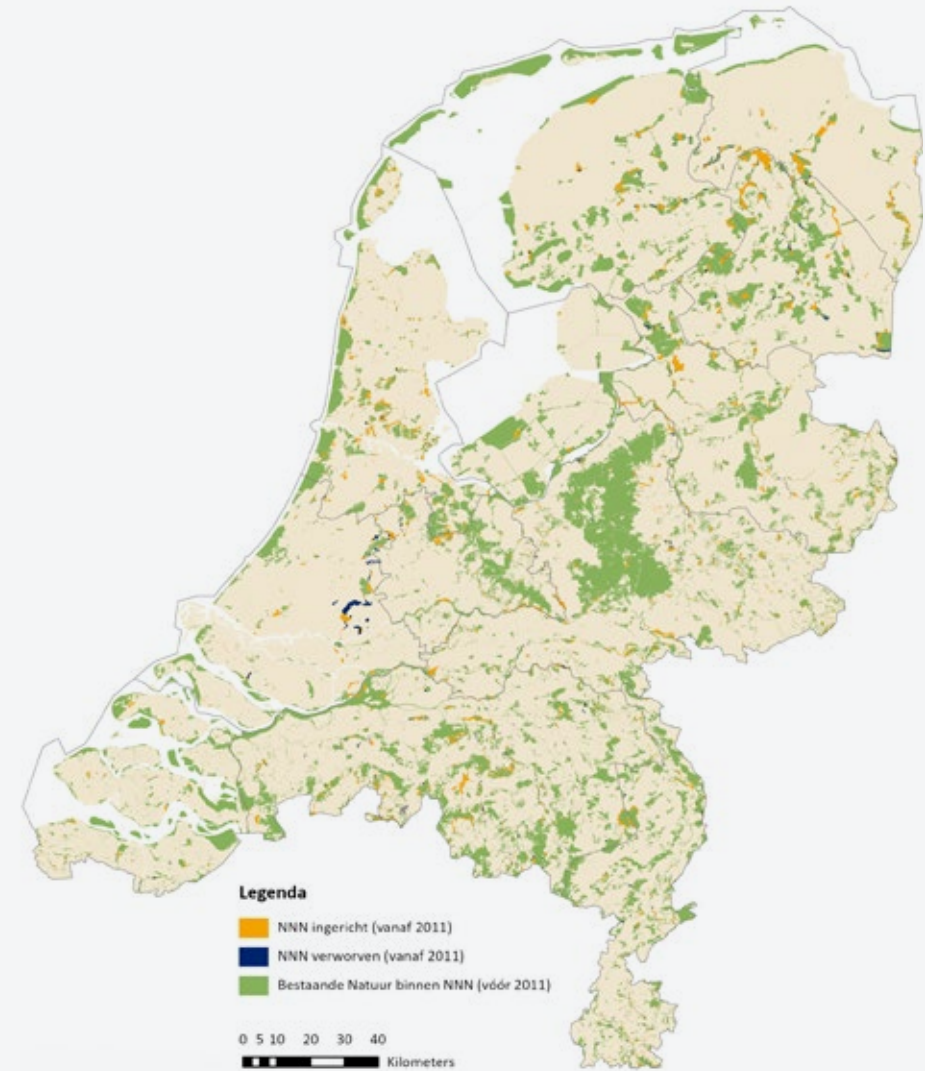 Legenda
NNN ingericht (vanaf 2011)
NNN verworven (vanaf 2011)
Bestaande Natuur binnen NNN (vóór 2011)
0 5 10 20 30 40
Kilometers